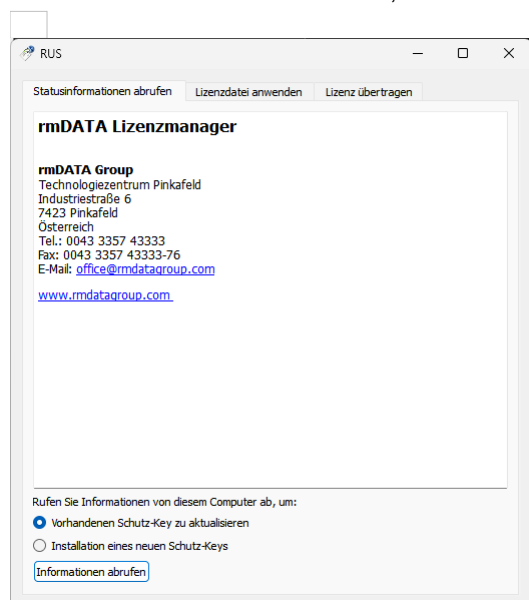 RUS
Statusinformationen abrufen
Lizenzdatei anwenden
Lizenz übertragen
rmDATA Lizenzmanager
rmDATA Group
Technologiezentrum Pinkafeld
Industriestraße 6
7423 Pinkafeld
Österreich
Tel.: 0043 3357 43333
Fax: 0043 3357 43333-76
E-Mail: office@rmdatagroup.com
www.rmdatagroup.com
Rufen Sie Informationen von diesem Computer ab, um:
Vorhandenen Schutz-Key zu aktualisieren
Installation eines neuen Schutz-Keys
Informationen abrufen